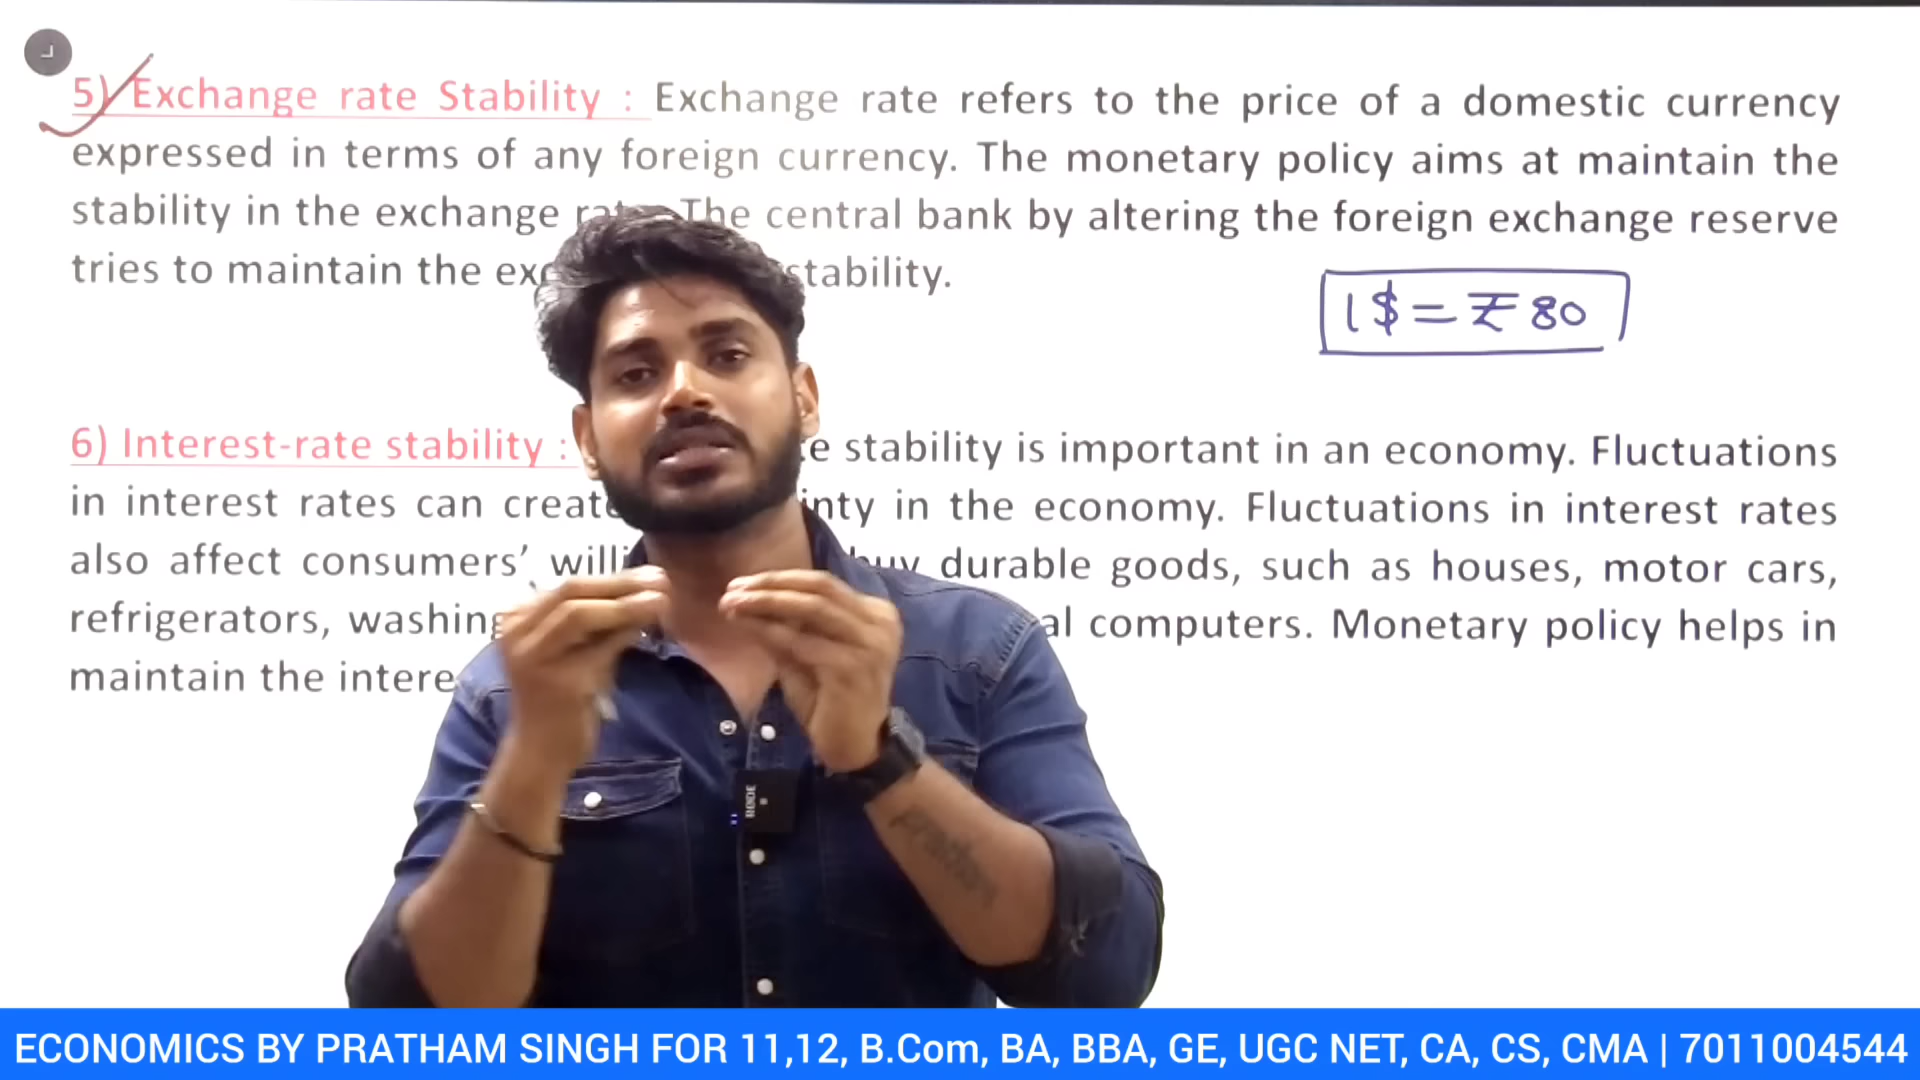 5) Exchange rate Stability : Exchange rate refers to the price of a domestic currency
expressed in terms of any foreign currency. The monetary policy aims at maintain the
stability in the exchange The central bank by altering the foreign exchange reserve
tries to maintain the stability.
1 $ = ₹ 80
6) Interest-rate stability : stability is important in an economy. Fluctuations
in interest rates can create in the economy. Fluctuations in interest rates
also affect consumers’ buy durable goods, such as houses, motor cars,
refrigerators, washing computers. Monetary policy helps in
maintain the
RODE
pratham
ECONOMICS BY PRATHAM SINGH FOR 11,12, B.Com, BA, BBA, GE, UGC NET, CA, CS, CMA | 7011004544